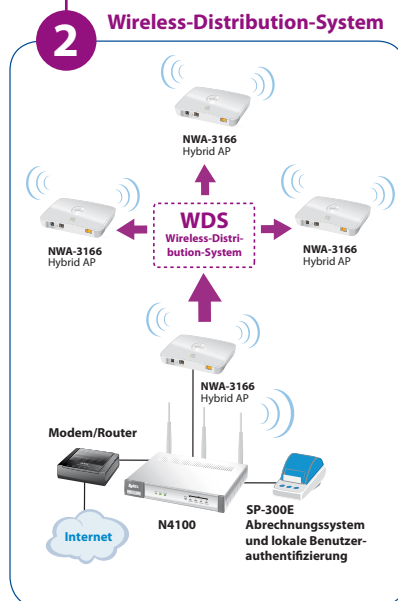 2
Wireless-Distribution-System
NWA-3166
Hybrid AP
NWA-3166
Hybrid AP
WDS
Wireless-Distri-
bution-System
NWA-3166
Hybrid AP
NWA-3166
Hybrid AP
Modem/Router
Internet
N4100
SP-300E
Abrechnungssystem
und lokale Benutzer-
authentifizierung